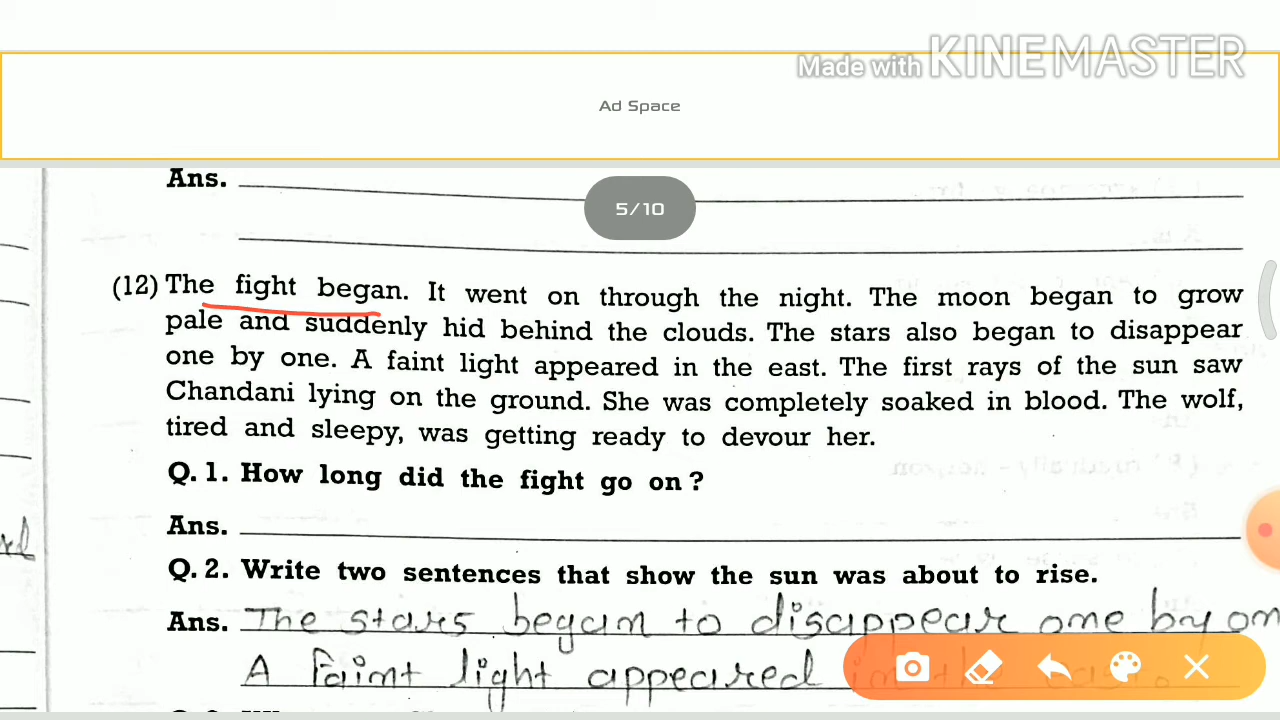 Made with KINEMASTER
Ad Space
Ans.
5/10
(12) The fight began. It went on through the night. The moon began to grow
pale and suddenly hid behind the clouds. The stars also began to disappear
one by one. A faint light appeared in the east. The first rays of the sun saw
Chandani lying on the ground. She was completely soaked in blood. The wolf,
tired and sleepy, was getting ready to devour her.
Q. 1. How long did the fight go on ?
Ans.
Q. 2. Write two sentences that show the sun was about to rise.
Ans. The stars began to disappear one by on
A faint light appeared in the